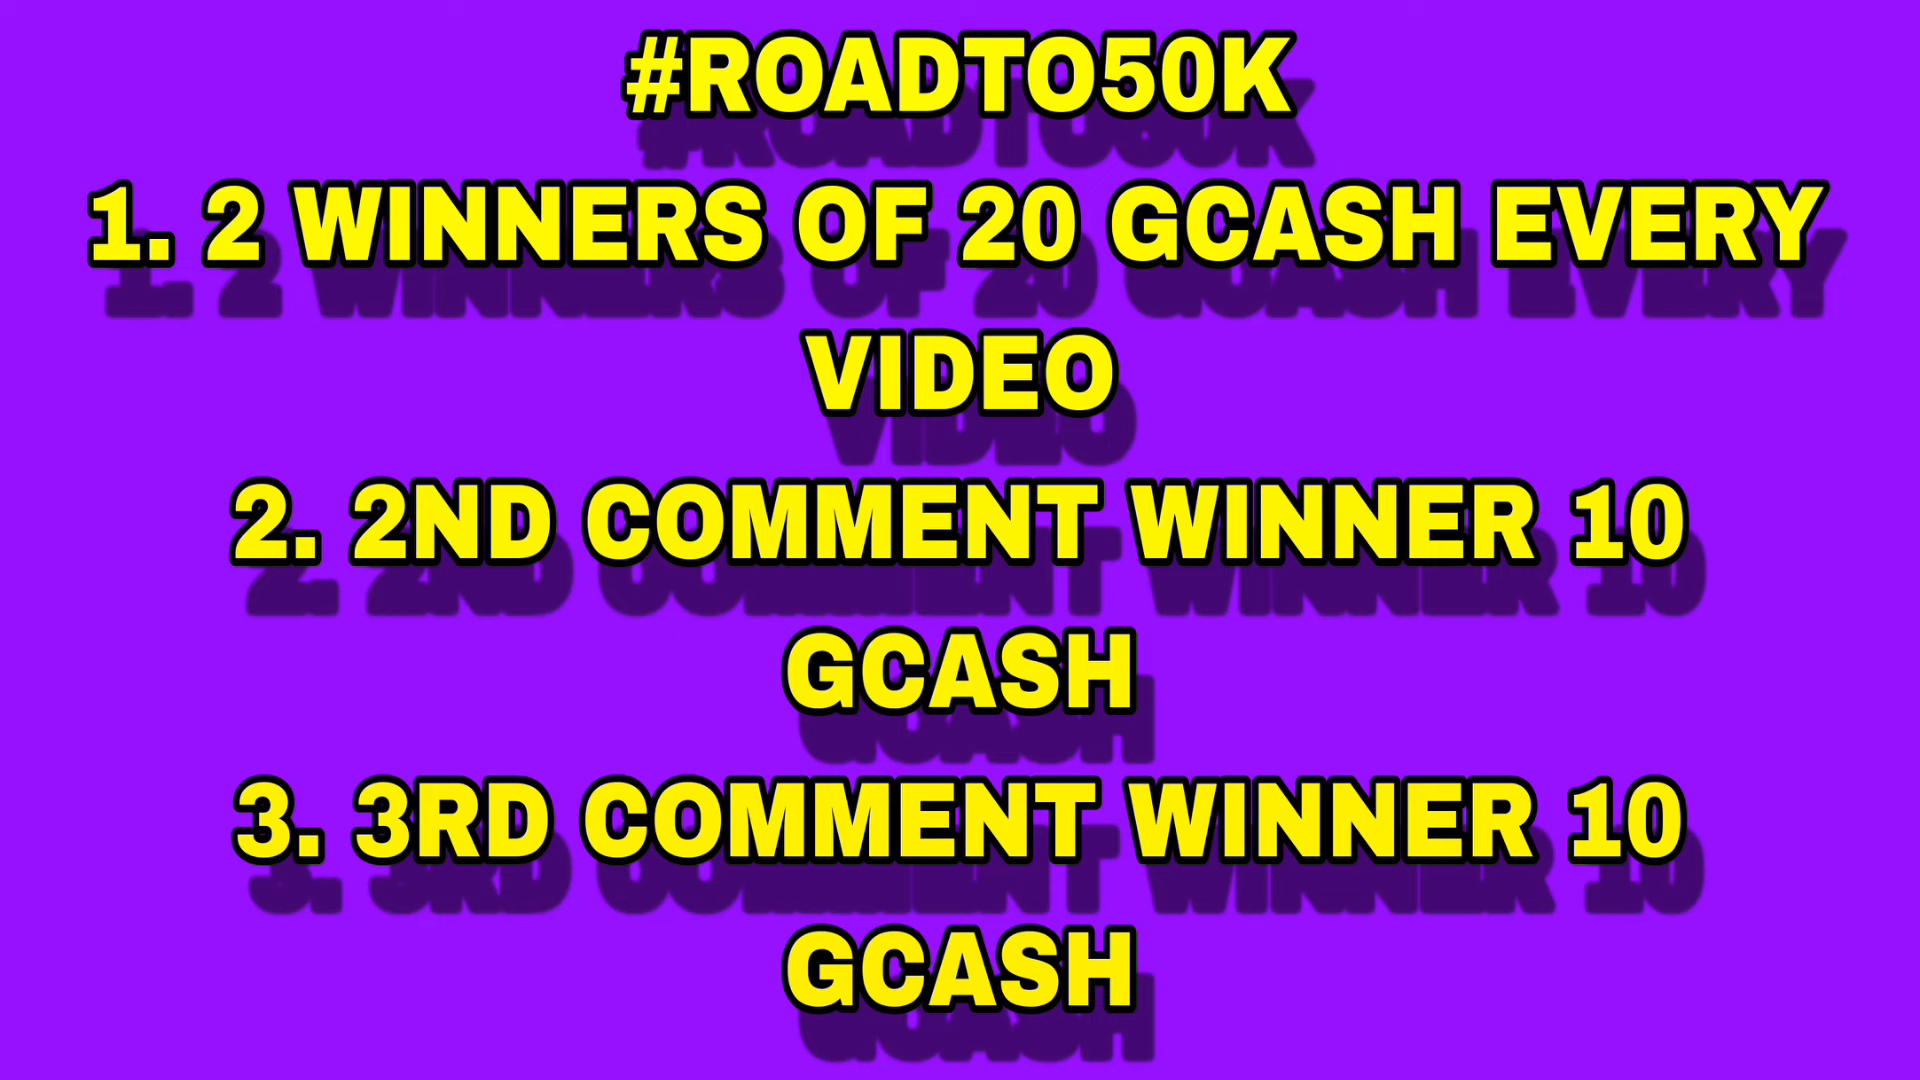 #ROADTO50K
1. 2 WINNERS OF 20 GCASH EVERY
VIDEO
2. 2ND COMMENT WINNER 10
GCASH
3. 3RD COMMENT WINNER 10
GCASH